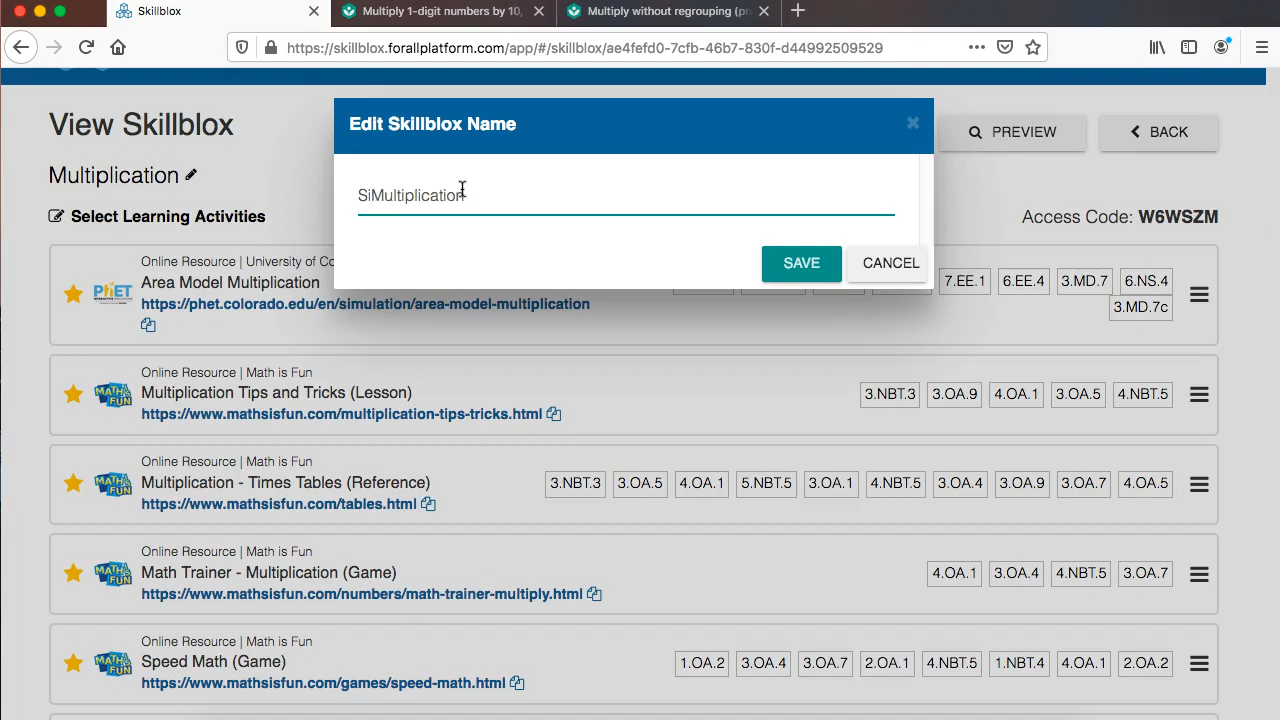 Skillblox
Multiply 1-digit numbers by 10,
Multiply without regrouping (pr
https://skillblox.forallplatform.com/app/#/skillblox/ae4fefd0-7cfb-46b7-830f-d44992509529
View Skillblox
Edit Skillblox Name
PREVIEW
BACK
Multiplication
SiMultiplication
Select Learning Activities
Access Code: W6WSZM
SAVE
CANCEL
Online Resource | University of Co
Area Model Multiplication
https://phet.colorado.edu/en/simulation/area-model-multiplication
PhET
INTERACTIVE SIMULATIONS
7.EE.1
6.EE.4
3.MD.7
6.NS.4
3.MD.7c
Online Resource | Math is Fun
Multiplication Tips and Tricks (Lesson)
https://www.mathsisfun.com/multiplication-tips-tricks.html
3.NBT.3
3.OA.9
4.OA.1
3.OA.5
4.NBT.5
Online Resource | Math is Fun
Multiplication - Times Tables (Reference)
https://www.mathsisfun.com/tables.html
3.NBT.3
3.OA.5
4.OA.1
5.NBT.5
3.OA.1
4.NBT.5
3.OA.4
3.OA.9
3.OA.7
4.OA.5
Online Resource | Math is Fun
Math Trainer - Multiplication (Game)
https://www.mathsisfun.com/numbers/math-trainer-multiply.html
4.OA.1
3.OA.4
4.NBT.5
3.OA.7
Online Resource | Math is Fun
Speed Math (Game)
https://www.mathsisfun.com/games/speed-math.html
1.OA.2
3.OA.4
3.OA.7
2.OA.1
4.NBT.5
1.NBT.4
4.OA.1
2.OA.2